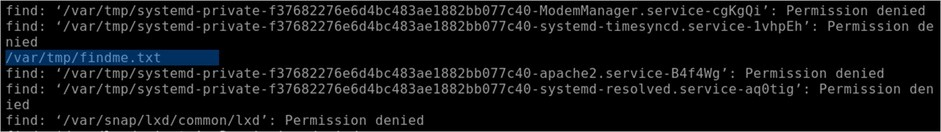 find: ‘/var/tmp/systemd-private-f37682276e6d4bc483ae1882bb077c40-ModemManager.service-cgKgQi’: Permission denied
find: ‘/var/tmp/systemd-private-f37682276e6d4bc483ae1882bb077c40-systemd-timesyncd.service-1vhpEh’: Permission de
nied
/var/tmp/findme.txt
find: ‘/var/tmp/systemd-private-f37682276e6d4bc483ae1882bb077c40-apache2.service-B4f4Wg’: Permission denied
find: ‘/var/tmp/systemd-private-f37682276e6d4bc483ae1882bb077c40-systemd-resolved.service-aq0tig’: Permission den
ied
find: ‘/var/snap/lxd/common/lxd’: Permission denied